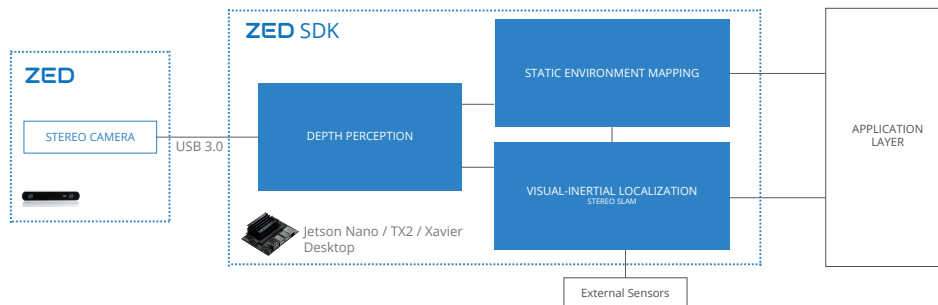 ZED
STEREO CAMERA
USB 3.0
ZED SDK
DEPTH PERCEPTION
Jetson Nano / TX2 / Xavier
Desktop
STATIC ENVIRONMENT MAPPING
VISUAL-INERTIAL LOCALIZATION
STEREO SLAM
External Sensors
APPLICATION
LAYER